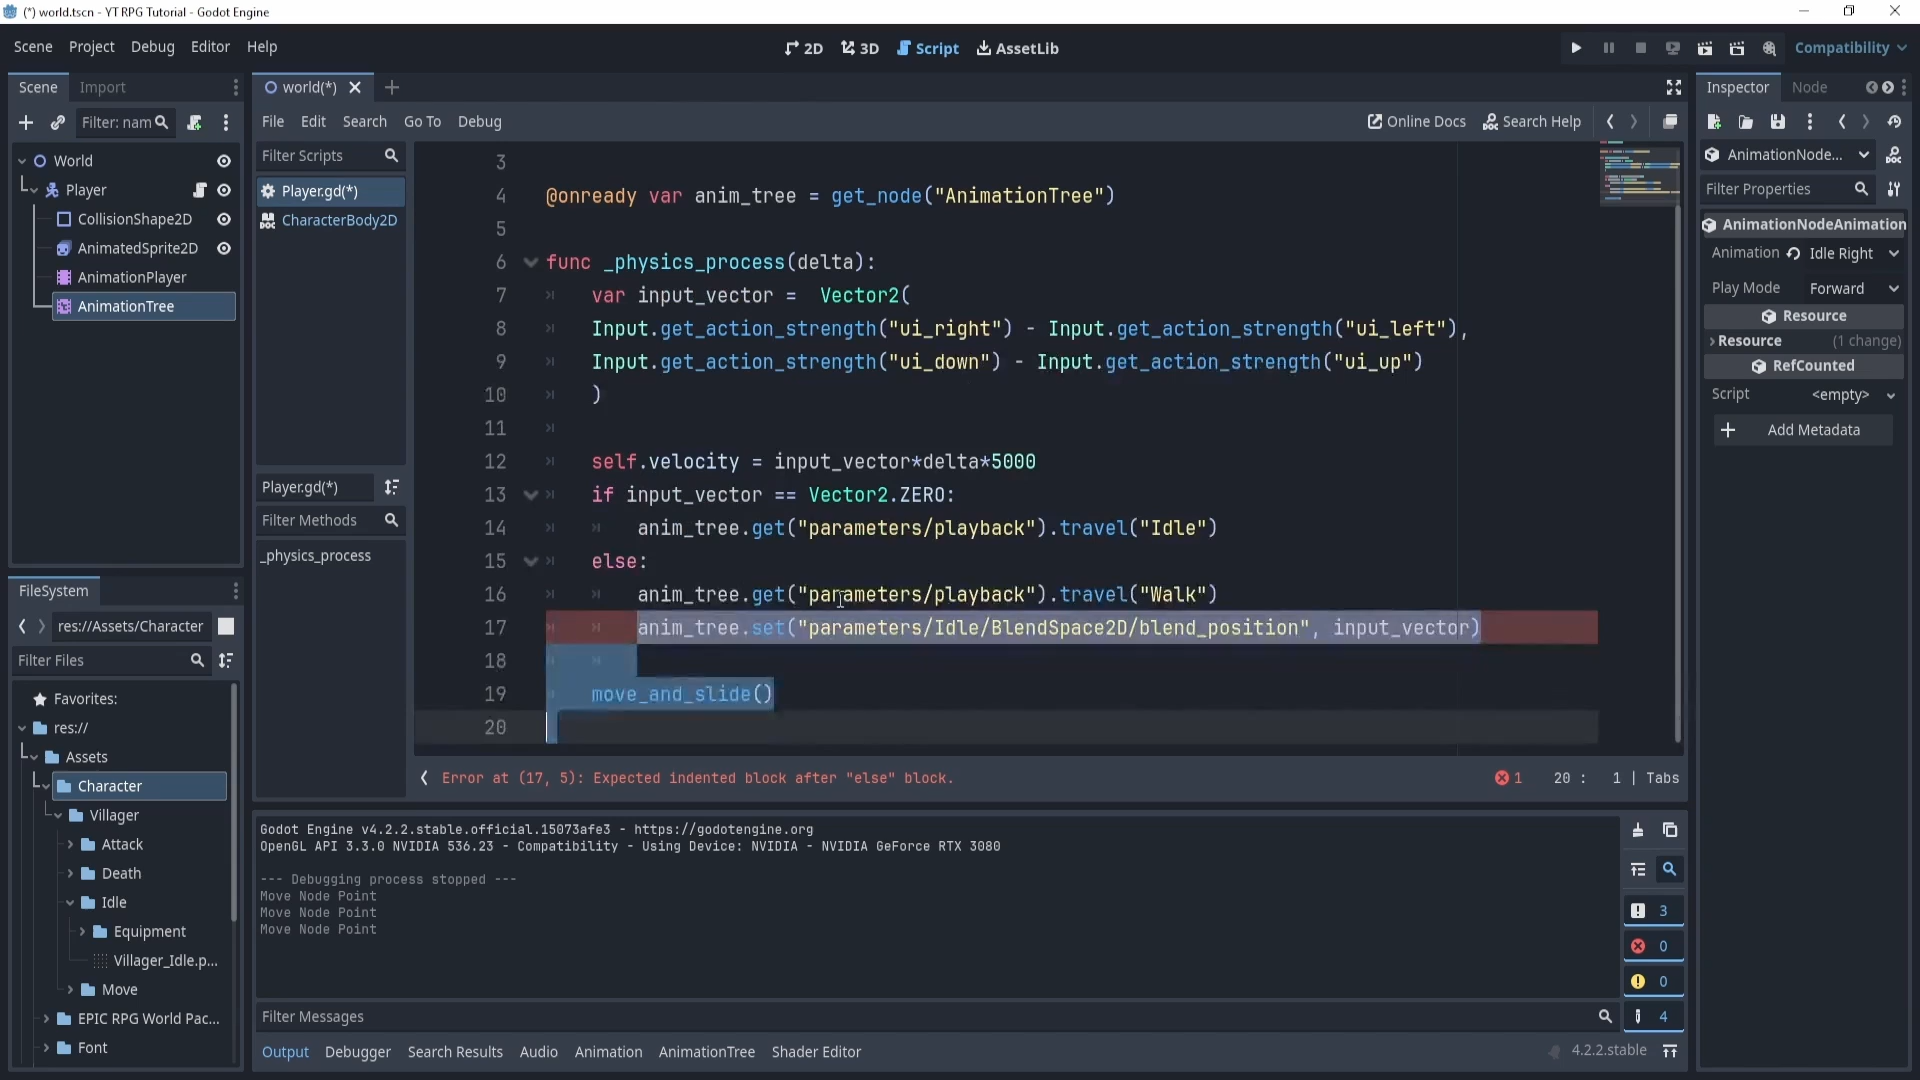 (*) world.tscn - YT RPG Tutorial - Godot Engine
Scene Project Debug Editor Help
2D 3D Script AssetLib
Compatibility
Scene Import
Filter: nam
World
Player
CollisionShape2D
AnimatedSprite2D
AnimationPlayer
AnimationTree
FileSystem
res://Assets/Character
Filter Files
Favorites:
res://
Assets
Character
Villager
Attack
Death
Idle
Equipment
Villager_Idle.p...
Move
EPIC RPG World Pac...
Font
world(*)
File Edit Search Go To Debug
Online Docs Search Help
Filter Scripts
Player.gd(*)
CharacterBody2D
Player.gd(*)
Filter Methods
_physics_process
3
4 @onready var anim_tree = get_node("AnimationTree")
5
6 func _physics_process(delta):
7 var input_vector =  Vector2(
8 Input.get_action_strength("ui_right") - Input.get_action_strength("ui_left"),
9 Input.get_action_strength("ui_down") - Input.get_action_strength("ui_up")
10 )
11
12 self.velocity = input_vector*delta*5000
13 if input_vector == Vector2.ZERO:
14 anim_tree.get("parameters/playback").travel("Idle")
15 else:
16 anim_tree.get("parameters/playback").travel("Walk")
17 anim_tree.set("parameters/Idle/BlendSpace2D/blend_position", input_vector)
18
19 move_and_slide()
20
Error at (17, 5): Expected indented block after "else" block.
1 20 : 1 | Tabs
Godot Engine v4.2.2.stable.official.15073afe3 - https://godotengine.org
OpenGL API 3.3.0 NVIDIA 536.23 - Compatibility - Using Device: NVIDIA - NVIDIA GeForce RTX 3080
--- Debugging process stopped ---
Move Node Point
Move Node Point
Move Node Point
3
0
0
4
Filter Messages
Output Debugger Search Results Audio Animation AnimationTree Shader Editor
4.2.2.stable
Inspector Node
AnimationNode...
Filter Properties
AnimationNodeAnimation
Animation Idle Right
Play Mode Forward
Resource
Resource (1 change)
RefCounted
Script <empty>
Add Metadata